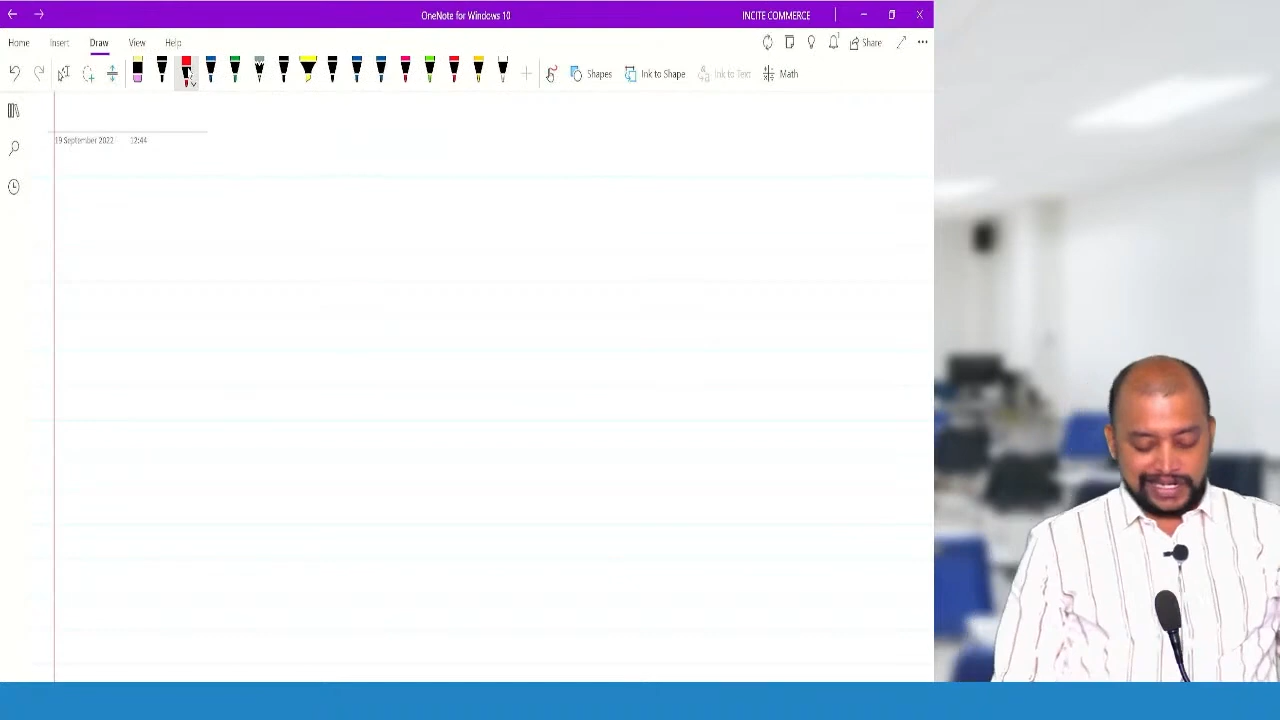 OneNote for Windows 10
INCITE COMMERCE
Home Insert Draw View Help
Share
Shapes Ink to Shape Ink to Text Math
19 September 2022 12:44